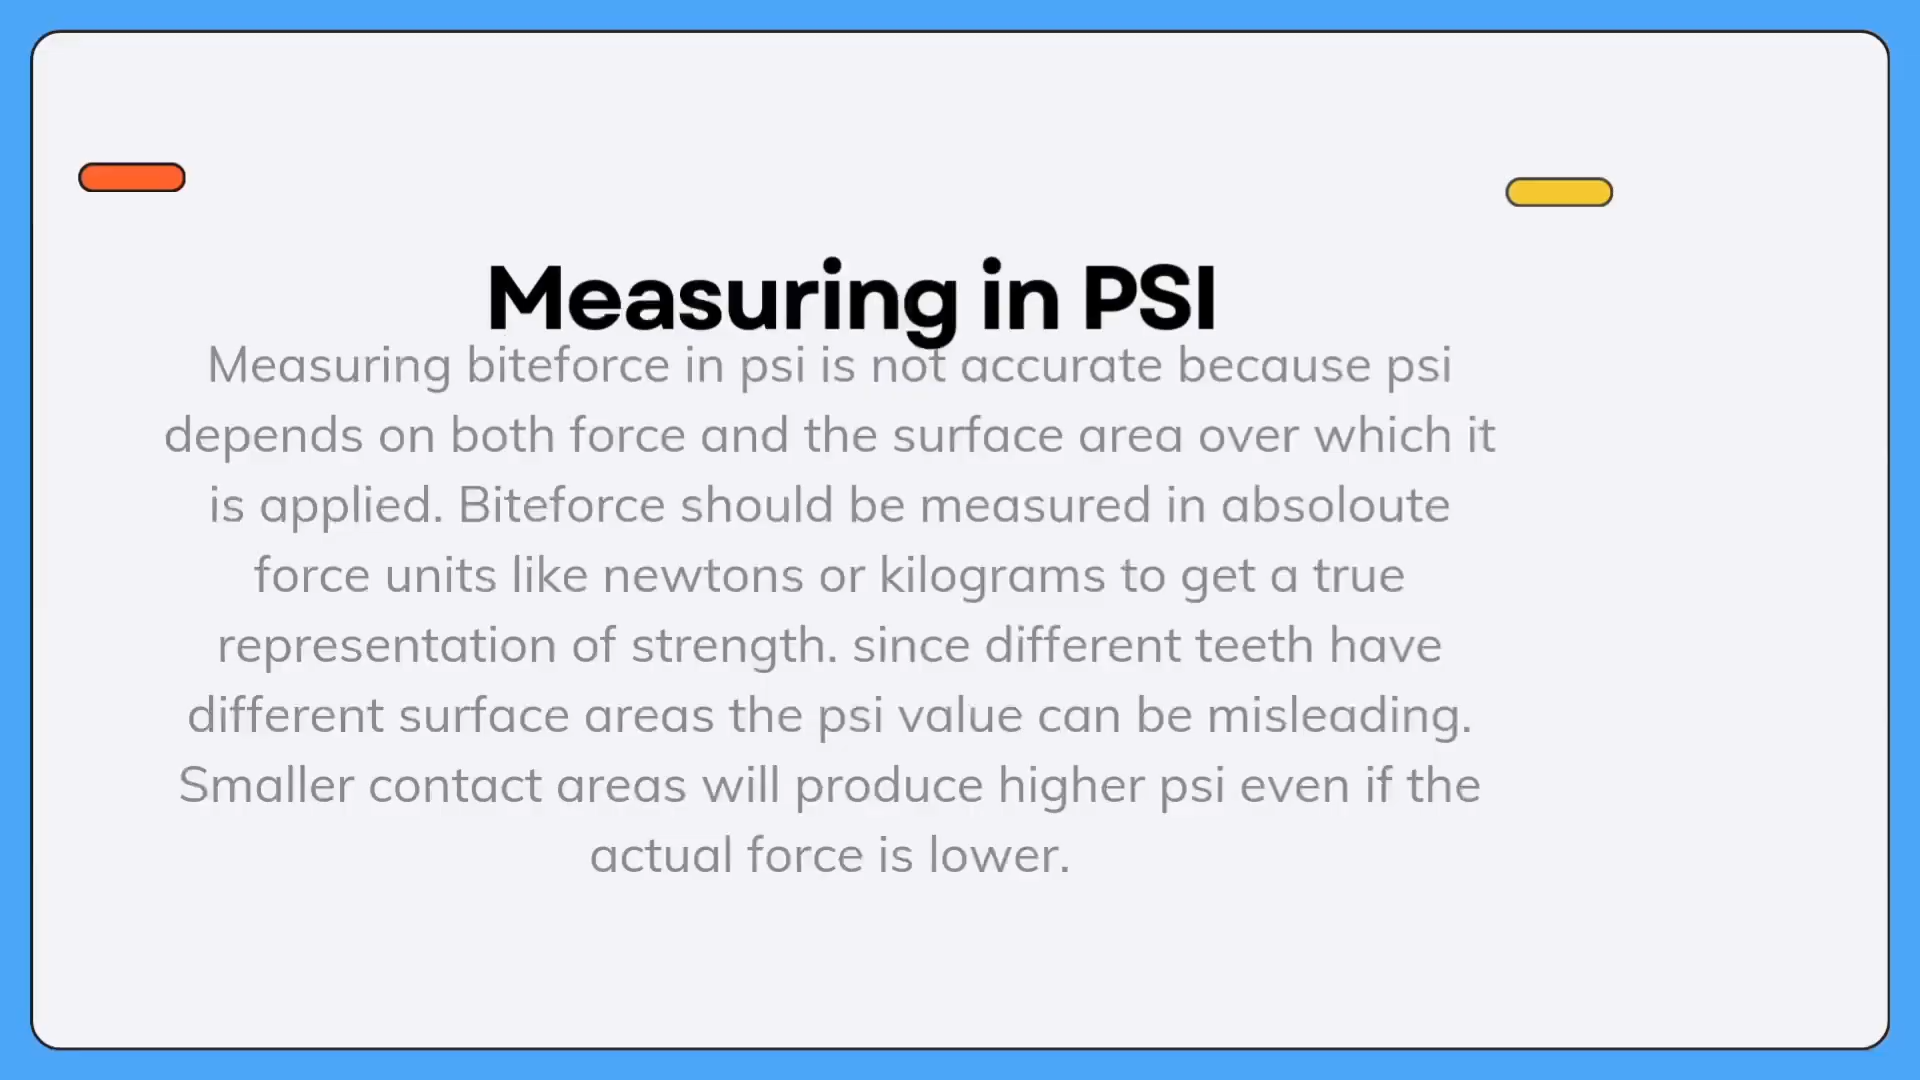 Measuring in PSI
Measuring biteforce in psi is not accurate because psi
depends on both force and the surface area over which it
is applied. Biteforce should be measured in absoloute
force units like newtons or kilograms to get a true
representation of strength. since different teeth have
different surface areas the psi value can be misleading.
Smaller contact areas will produce higher psi even if the
actual force is lower.